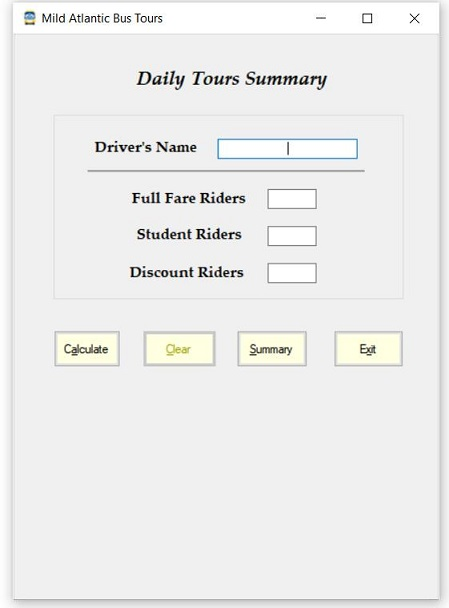 Mild Atlantic Bus Tours
Daily Tours Summary
Driver's Name
Full Fare Riders
Student Riders
Discount Riders
Calculate Clear Summary Exit